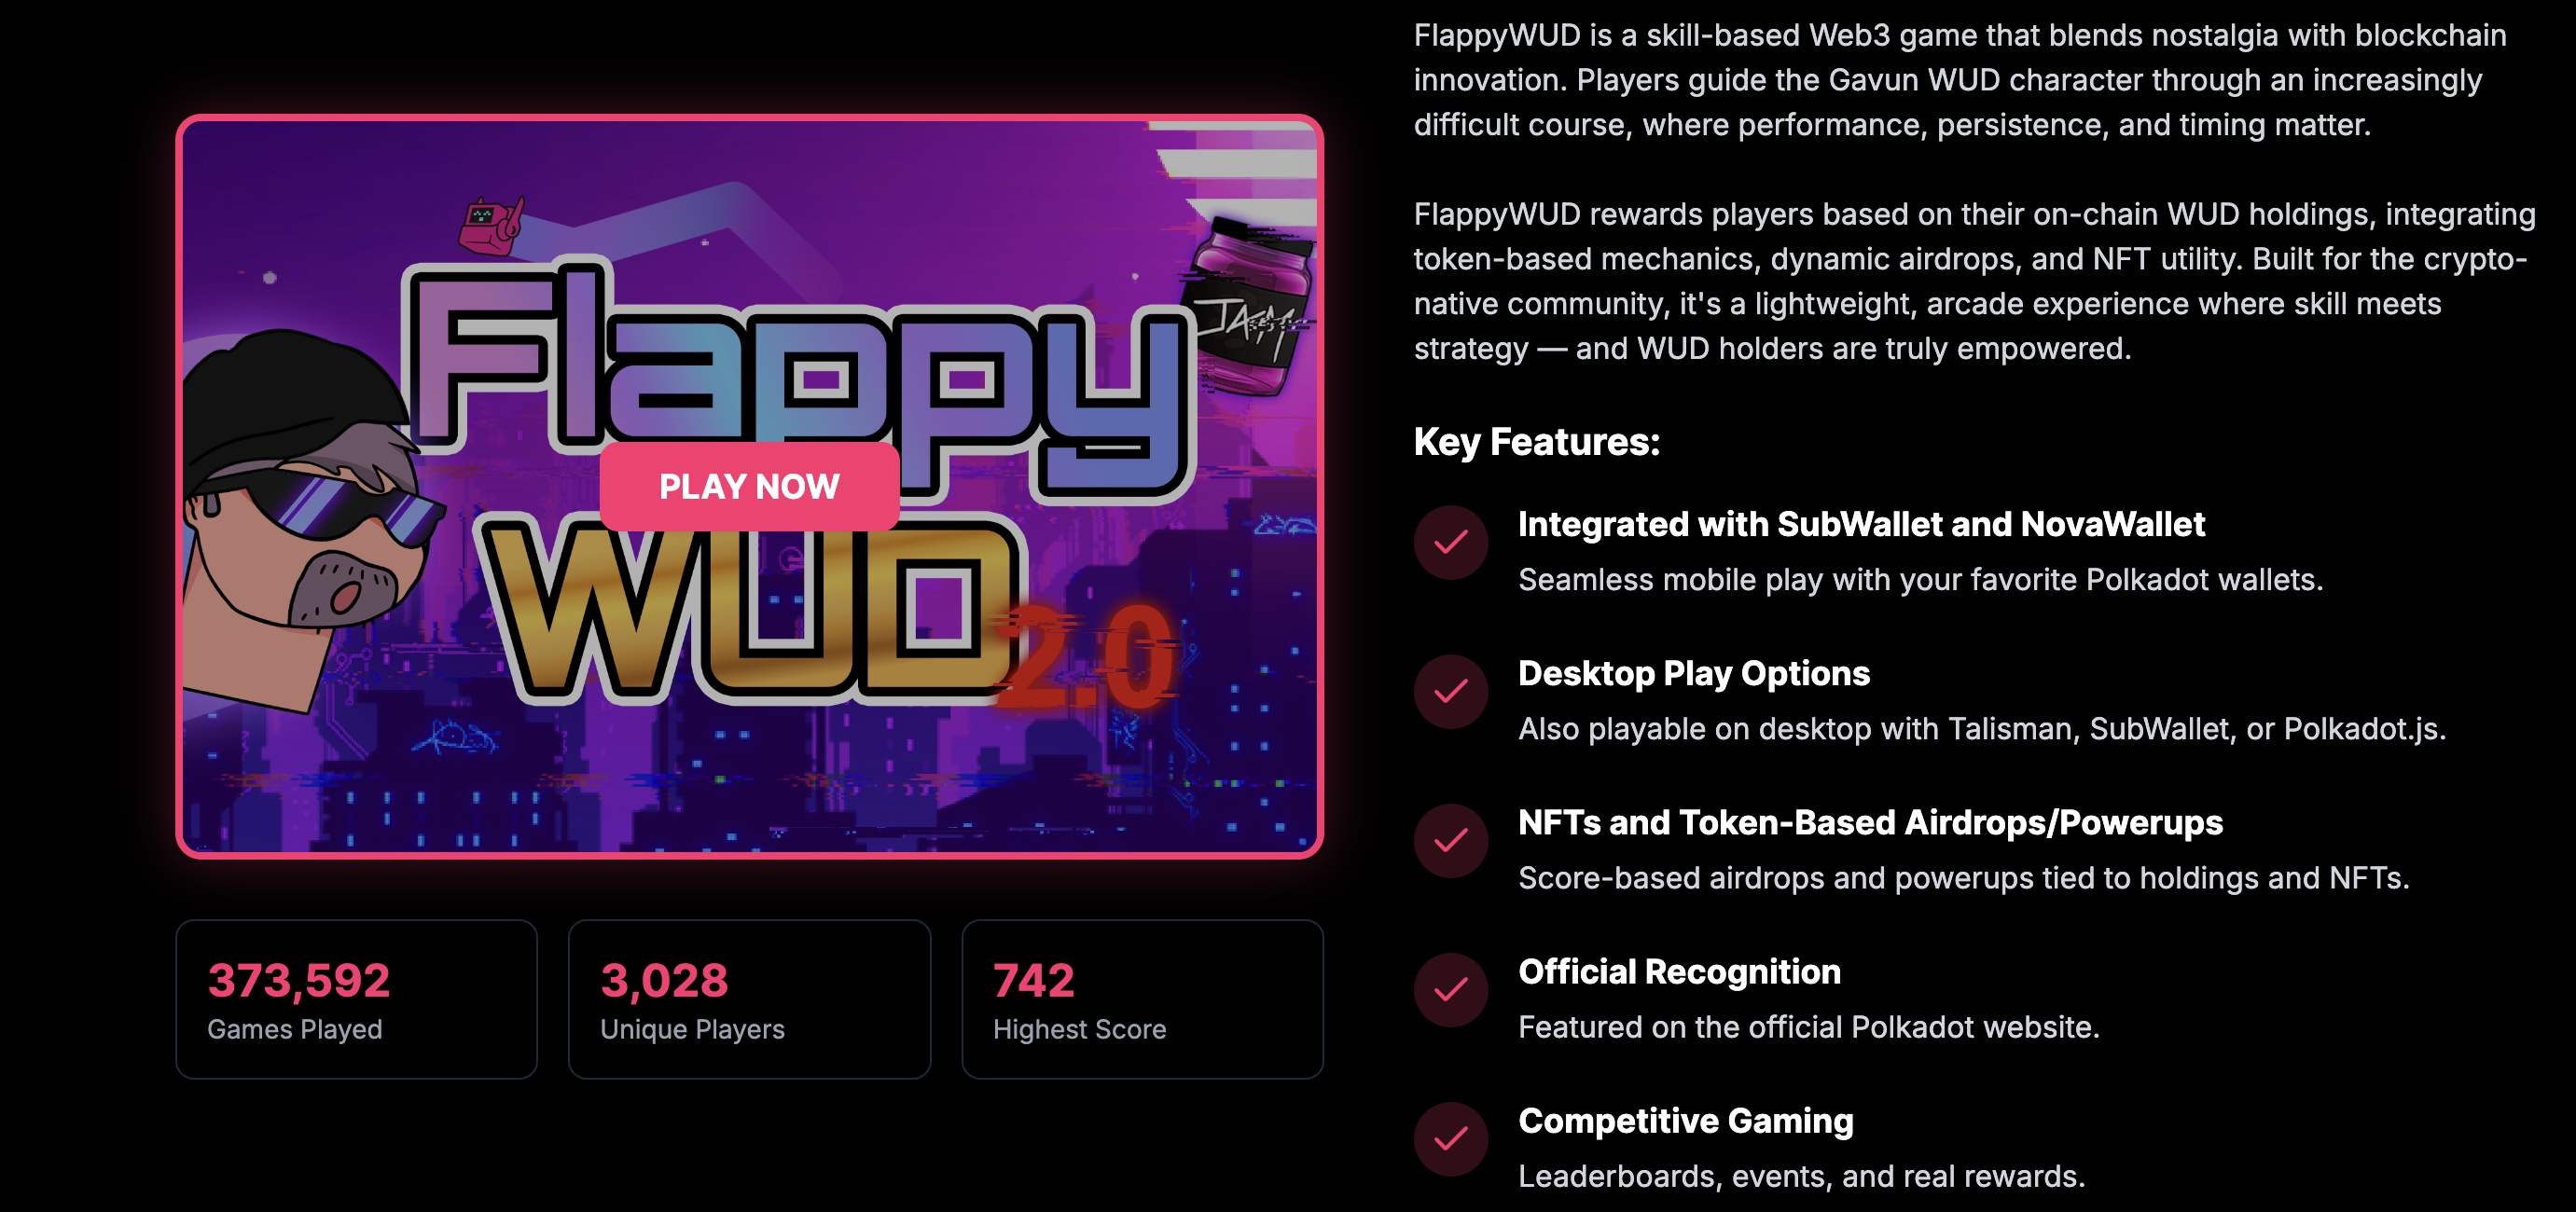 Flappy
PLAY NOW
WUD
2.0
JAM
373,592
Games Played
3,028
Unique Players
742
Highest Score
FlappyWUD is a skill-based Web3 game that blends nostalgia with blockchain
innovation. Players guide the Gavun WUD character through an increasingly
difficult course, where performance, persistence, and timing matter.
FlappyWUD rewards players based on their on-chain WUD holdings, integrating
token-based mechanics, dynamic airdrops, and NFT utility. Built for the crypto-
native community, it's a lightweight, arcade experience where skill meets
strategy — and WUD holders are truly empowered.
Key Features:
Integrated with SubWallet and NovaWallet
Seamless mobile play with your favorite Polkadot wallets.
Desktop Play Options
Also playable on desktop with Talisman, SubWallet, or Polkadot.js.
NFTs and Token-Based Airdrops/Powerups
Score-based airdrops and powerups tied to holdings and NFTs.
Official Recognition
Featured on the official Polkadot website.
Competitive Gaming
Leaderboards, events, and real rewards.